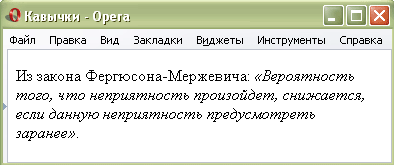 Кавычки - Opera
Файл Правка Вид Закладки Виджеты Инструменты Справка
Из закона Фергюсона-Мержевича: «Вероятность
того, что неприятность произойдет, снижается,
если данную неприятность предусмотреть
заранее».